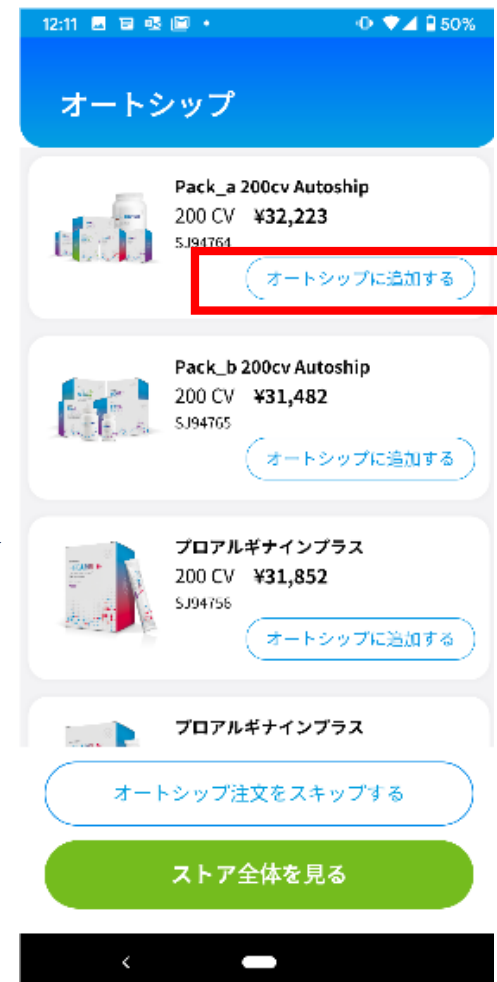 12:11
50%
オートシップ
Pack_a 200cv Autoship
200 CV ¥32,223
SJ94764
オートシップに追加する
Pack_b 200cv Autoship
200 CV ¥31,482
SJ94765
オートシップに追加する
プロアルギナインプラス
200 CV ¥31,852
SJ94756
オートシップに追加する
プロアルギナインプラス
オートシップ注文をスキップする
ストア全体を見る